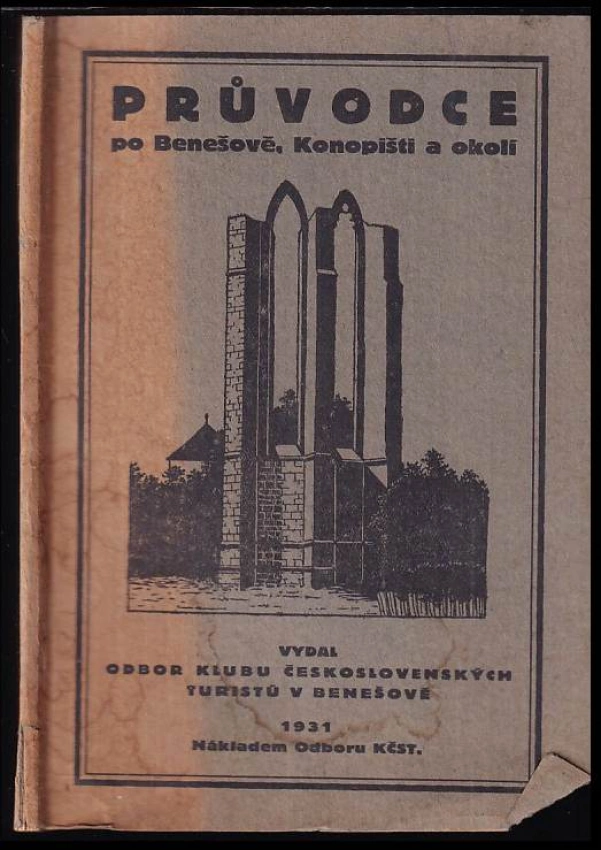 PRŮVODCE
po Benešově, Konopišti a okolí
VYDAL
ODBOR KLUBU ČESKOSLOVENSKÝCH
TURISTŮ V BENEŠOVĚ
1931
Nákladem Odboru KČST.